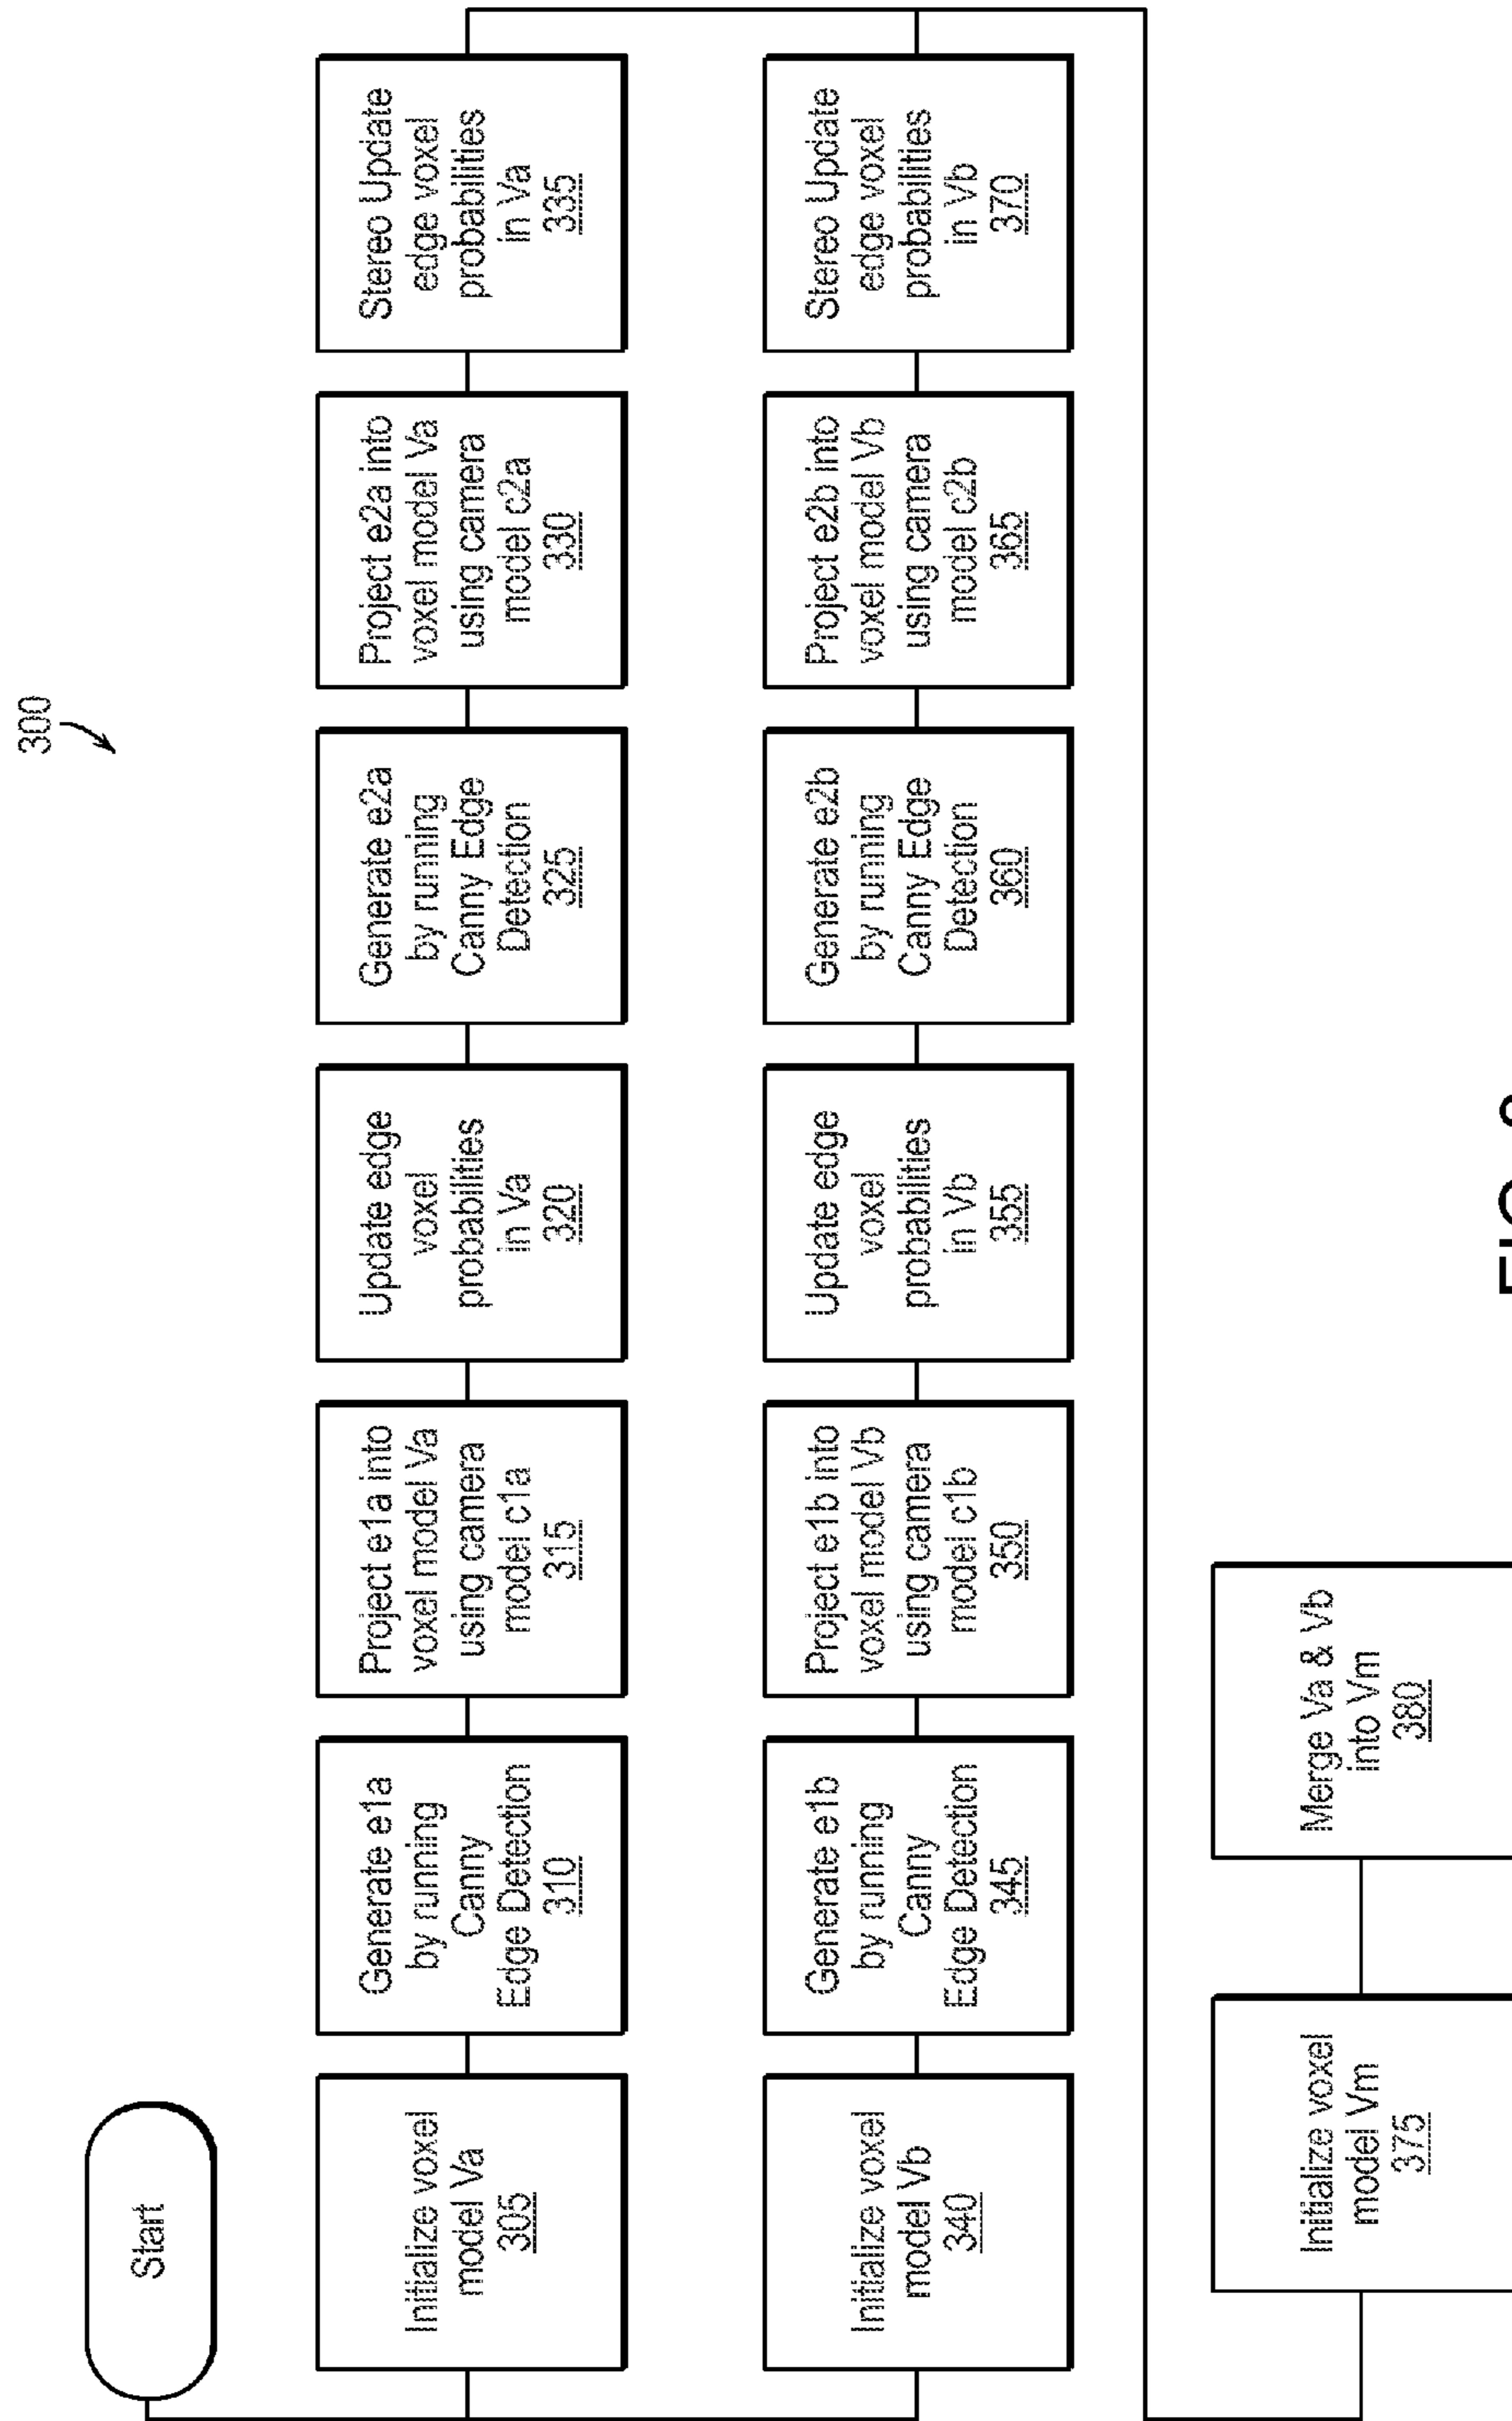 300
Start
Initialize voxel
model Va
305
Generate e1a
by running
Canny
Edge Detection
310
Project e1a into
voxel model Va
using camera
model c1a
315
Update edge
voxel
probabilities
in Va
320
Generate e2a
by running
Canny Edge
Detection
325
Project e2a into
voxel model Va
using camera
model c2a
330
Stereo Update
edge voxel
probabilities
in Va
335
Initialize voxel
model Vb
340
Generate e1b
by running
Canny
Edge Detection
345
Project e1b into
voxel model Vb
using camera
model c1b
350
Update edge
voxel
probabilities
in Vb
355
Generate e2b
by running
Canny Edge
Detection
360
Project e2b into
voxel model Vb
using camera
model c2b
365
Stereo Update
edge voxel
probabilities
in Vb
370
Initialize voxel
model Vm
375
Merge Va & Vb
into Vm
380
FIG.